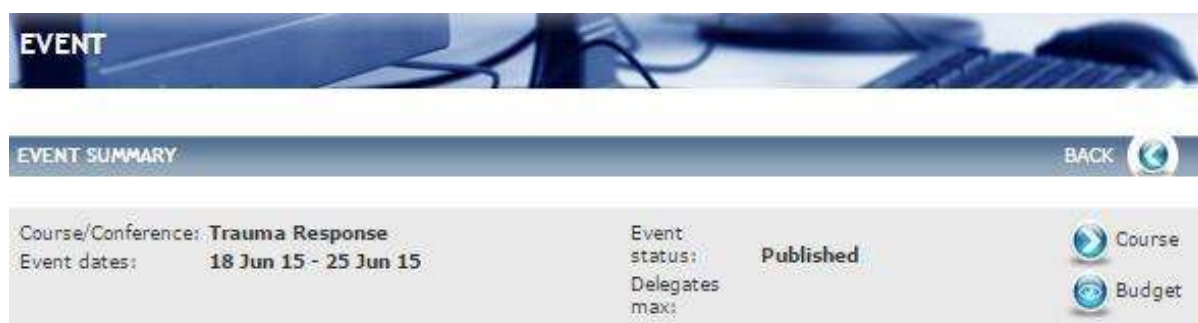 EVENT
EVENT SUMMARY BACK
Course/Conference: Trauma Response Event status: Published Course
Event dates: 18 Jun 15 - 25 Jun 15 Delegates max: Budget